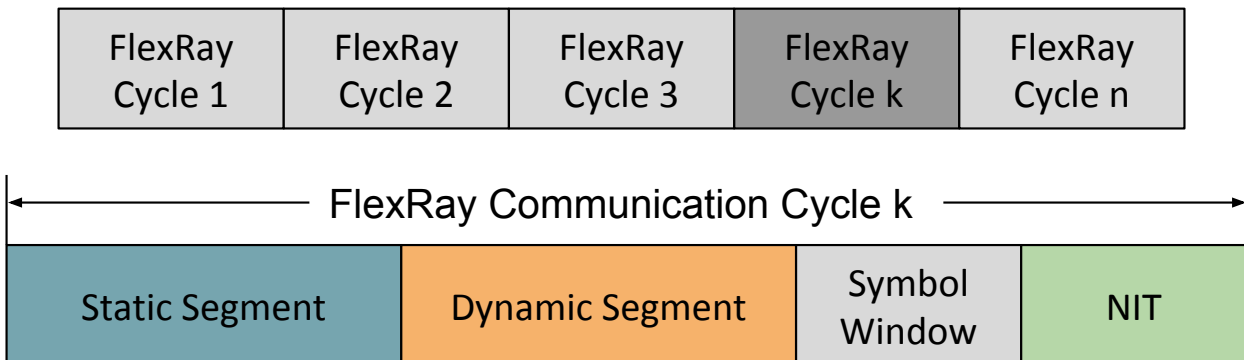 FlexRay FlexRay FlexRay FlexRay FlexRay
Cycle 1 Cycle 2 Cycle 3 Cycle k Cycle n
FlexRay Communication Cycle k
Static Segment Dynamic Segment Symbol Window NIT